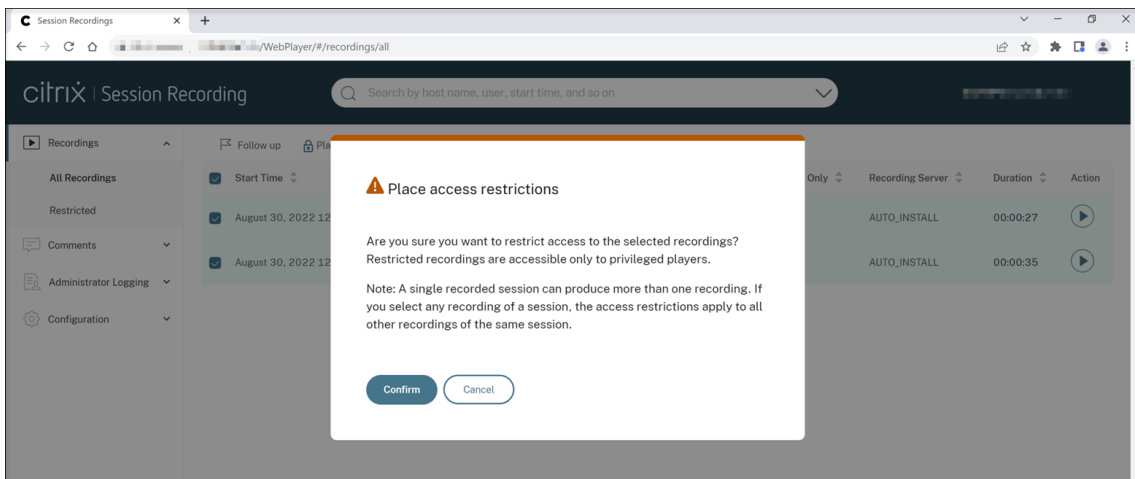 Session Recordings
/WebPlayer/#/recordings/all
citrix | Session Recording
Search by host name, user, start time, and so on
Recordings
Follow up Pla
All Recordings
Start Time
Only
Recording Server
Duration
Action
Restricted
August 30, 2022 12
AUTO_INSTALL
00:00:27
Comments
August 30, 2022 12
AUTO_INSTALL
00:00:35
Administrator Logging
Configuration
Place access restrictions
Are you sure you want to restrict access to the selected recordings?
Restricted recordings are accessible only to privileged players.
Note: A single recorded session can produce more than one recording. If
you select any recording of a session, the access restrictions apply to all
other recordings of the same session.
Confirm
Cancel